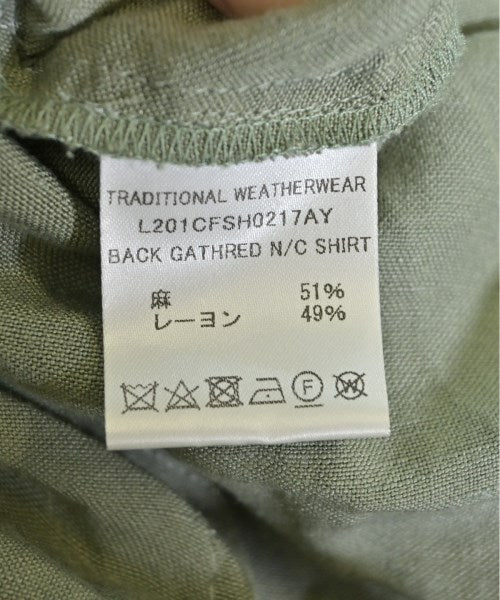 TRADITIONAL WEATHERWEAR
L201CFSH0217AY
BACK GATHRED N/C SHIRT
麻 51%
レーヨン 49%
F W